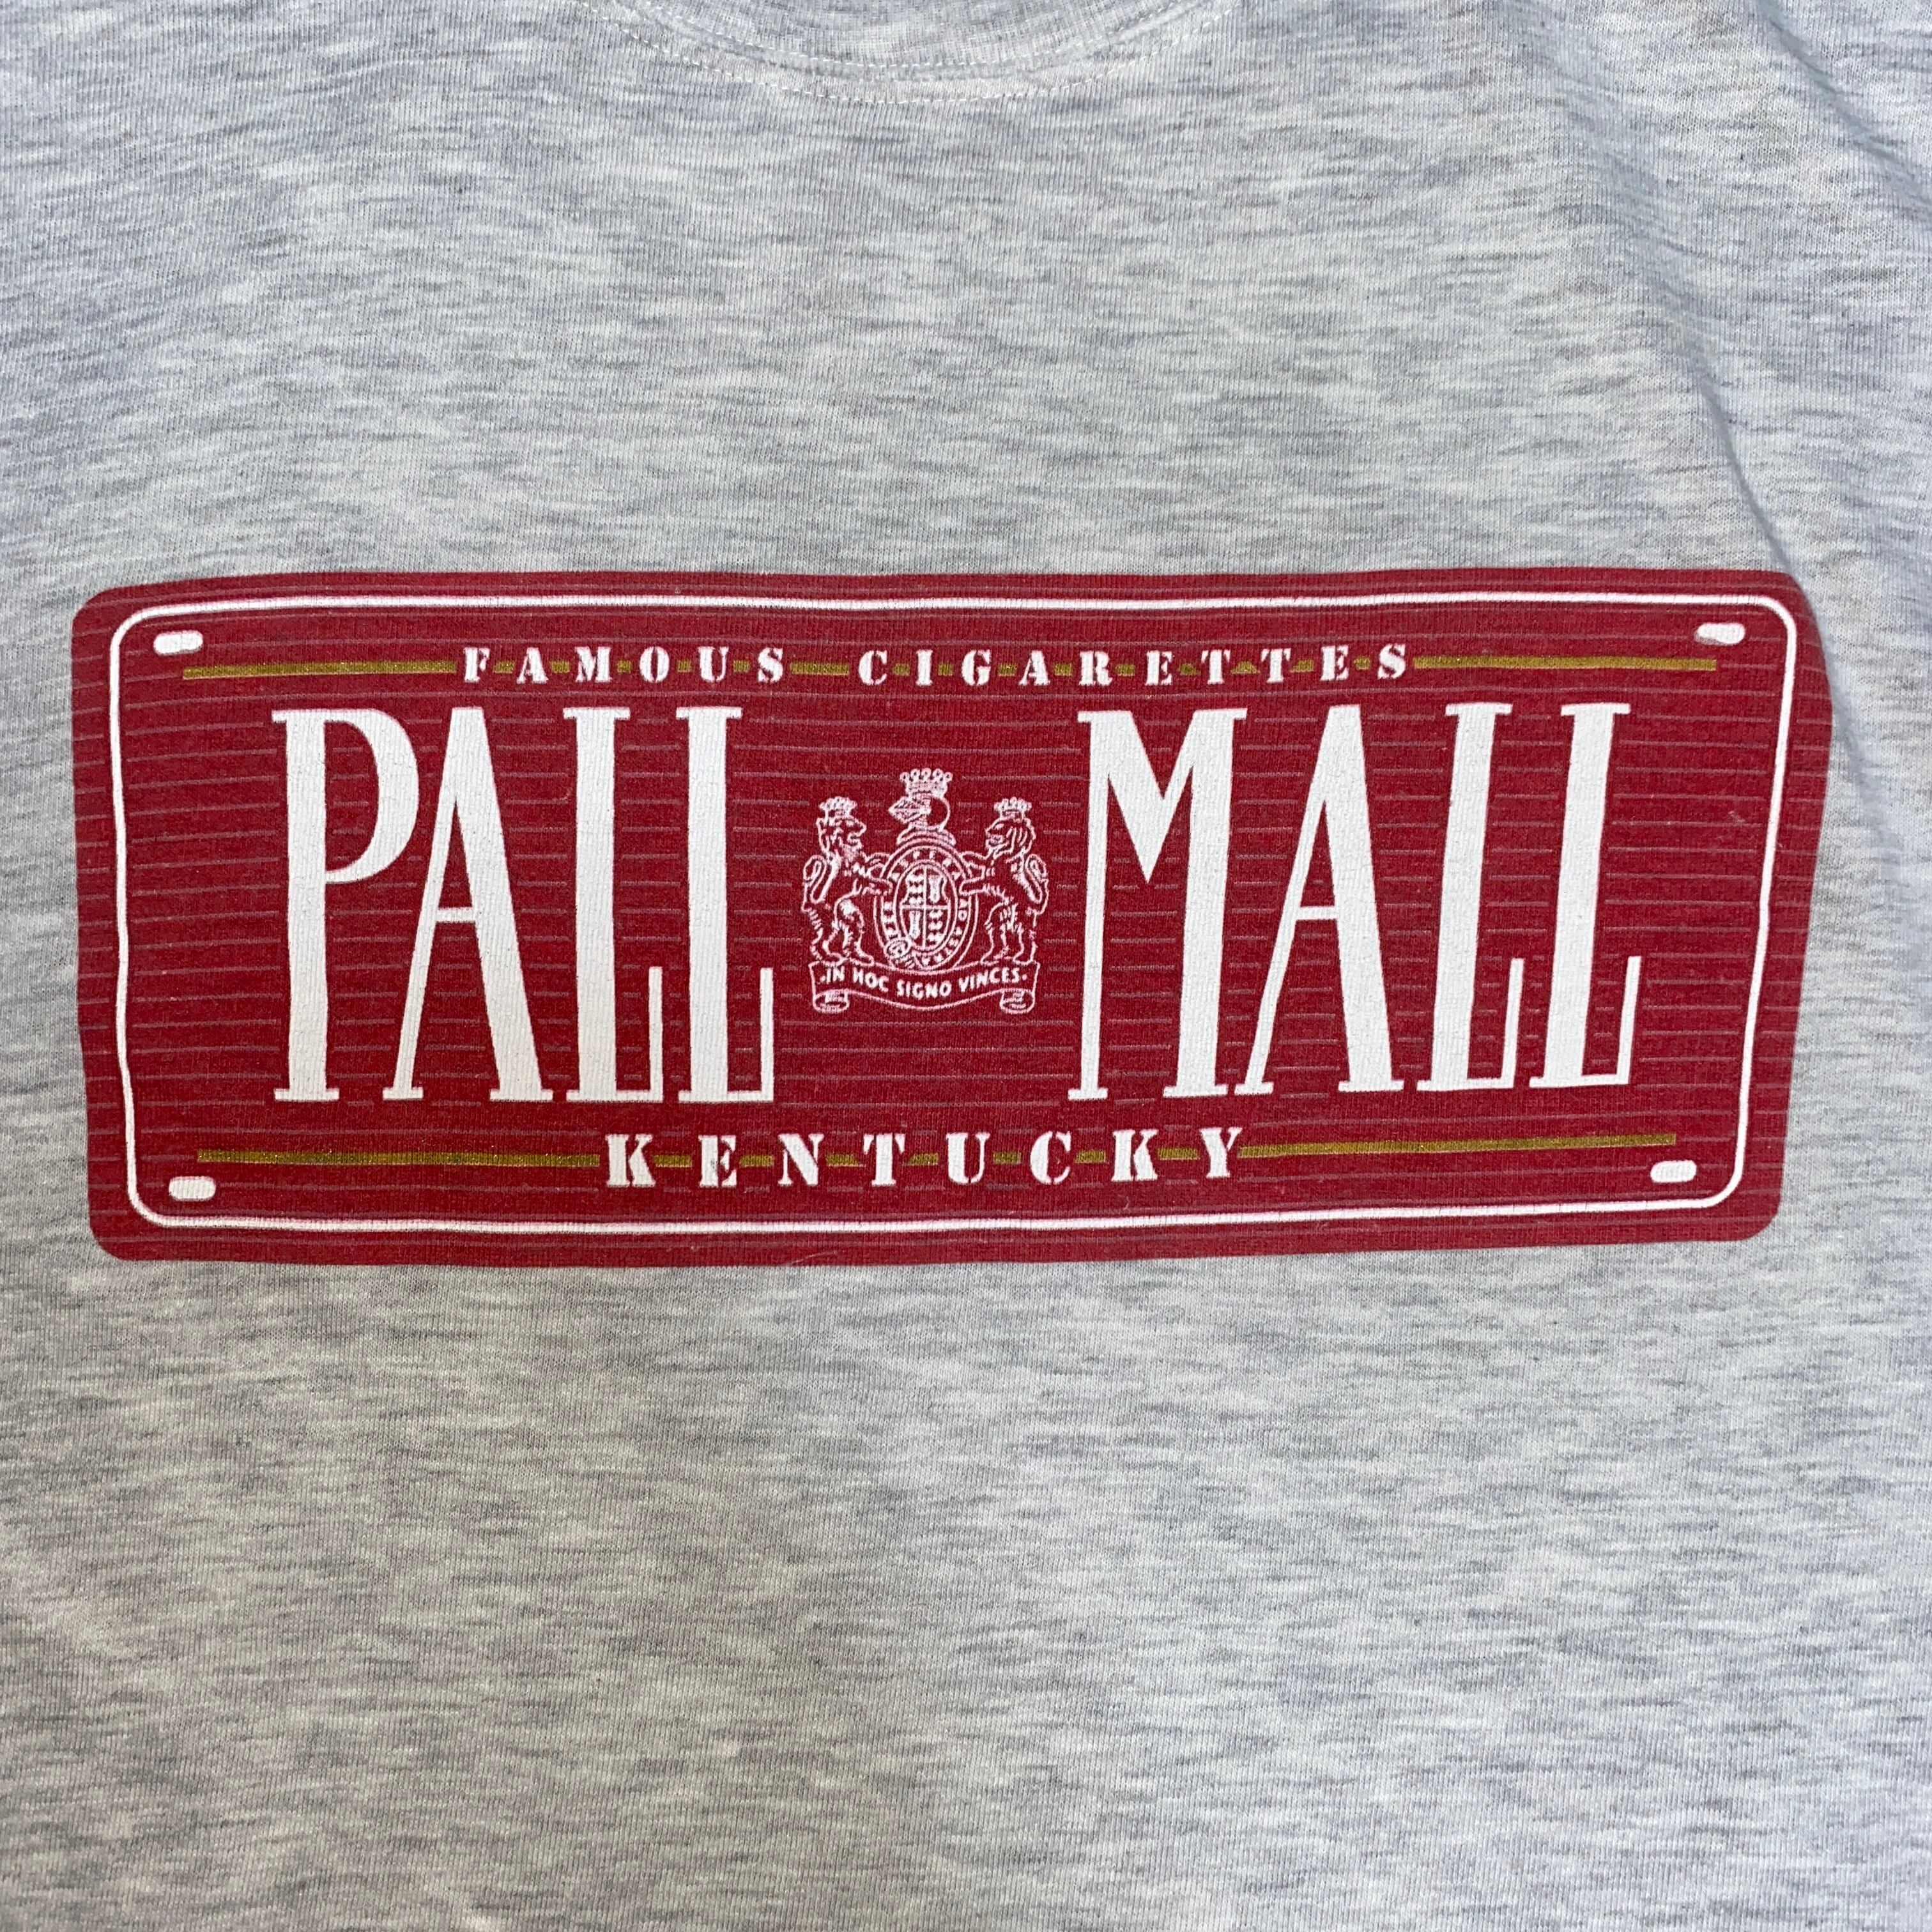 FAMOUS CIGARETTES
PALL MALL
IN HOC SIGNO VINCES
KENTUCKY